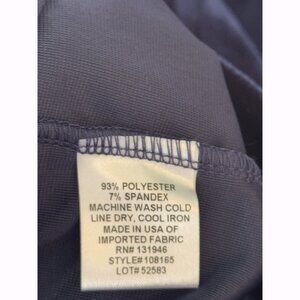 93% POLYESTER
7% SPANDEX
MACHINE WASH COLD
LINE DRY, COOL IRON
MADE IN USA OF
IMPORTED FABRIC
RN# 131946
STYLE#108165
LOT#52583